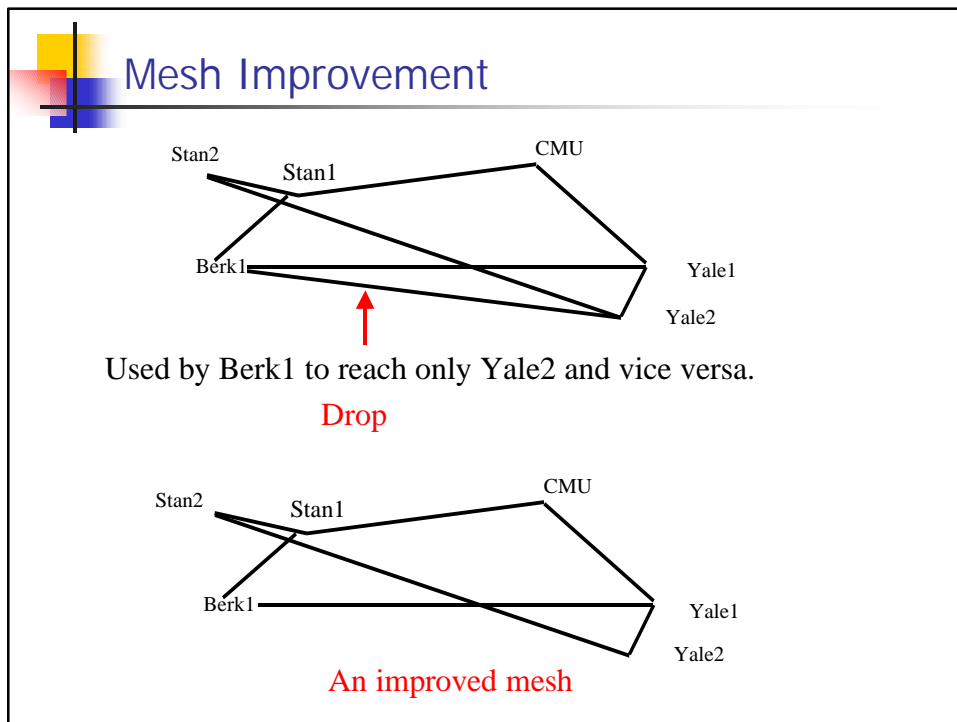 Mesh Improvement
Stan2
Stan1
CMU
Berk1
Yale1
Yale2
Used by Berk1 to reach only Yale2 and vice versa.
Drop
Stan2
Stan1
CMU
Berk1
Yale1
Yale2
An improved mesh